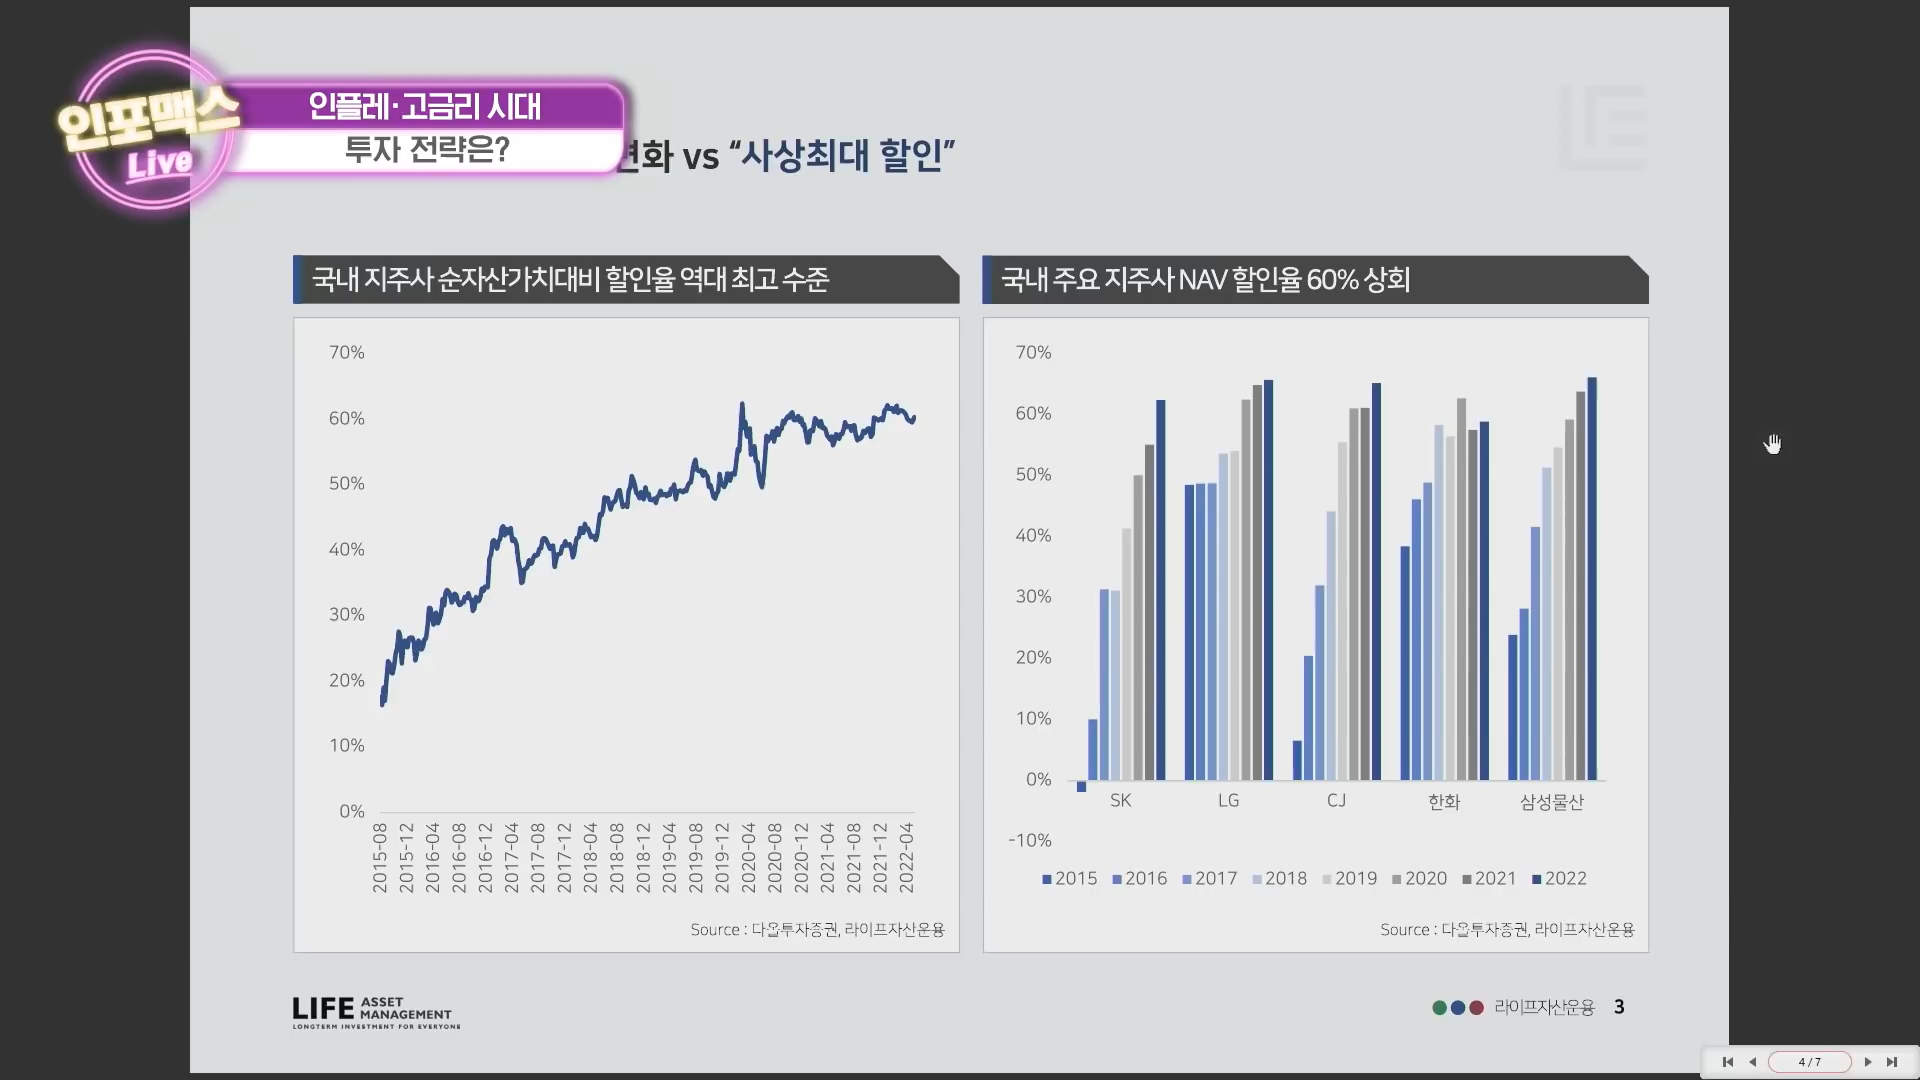 인포맥스
Live
인플레·고금리 시대
투자 전략은?
변화 vs “사상최대 할인”
국내 지주사 순자산가치대비 할인율 역대 최고 수준
70%
60%
50%
40%
30%
20%
10%
0%
2015-08
2015-12
2016-04
2016-08
2016-12
2017-04
2017-08
2017-12
2018-04
2018-08
2018-12
2019-04
2019-08
2019-12
2020-04
2020-08
2020-12
2021-04
2021-08
2021-12
2022-04
Source : 다올투자증권, 라이프자산운용
국내 주요 지주사 NAV 할인율 60% 상회
70%
60%
50%
40%
30%
20%
10%
0%
-10%
SK LG CJ 한화 삼성물산
2015 2016 2017 2018 2019 2020 2021 2022
Source : 다올투자증권, 라이프자산운용
LIFE ASSET MANAGEMENT
LONGTERM INVESTMENT FOR EVERYONE
라이프자산운용 3
4 / 7